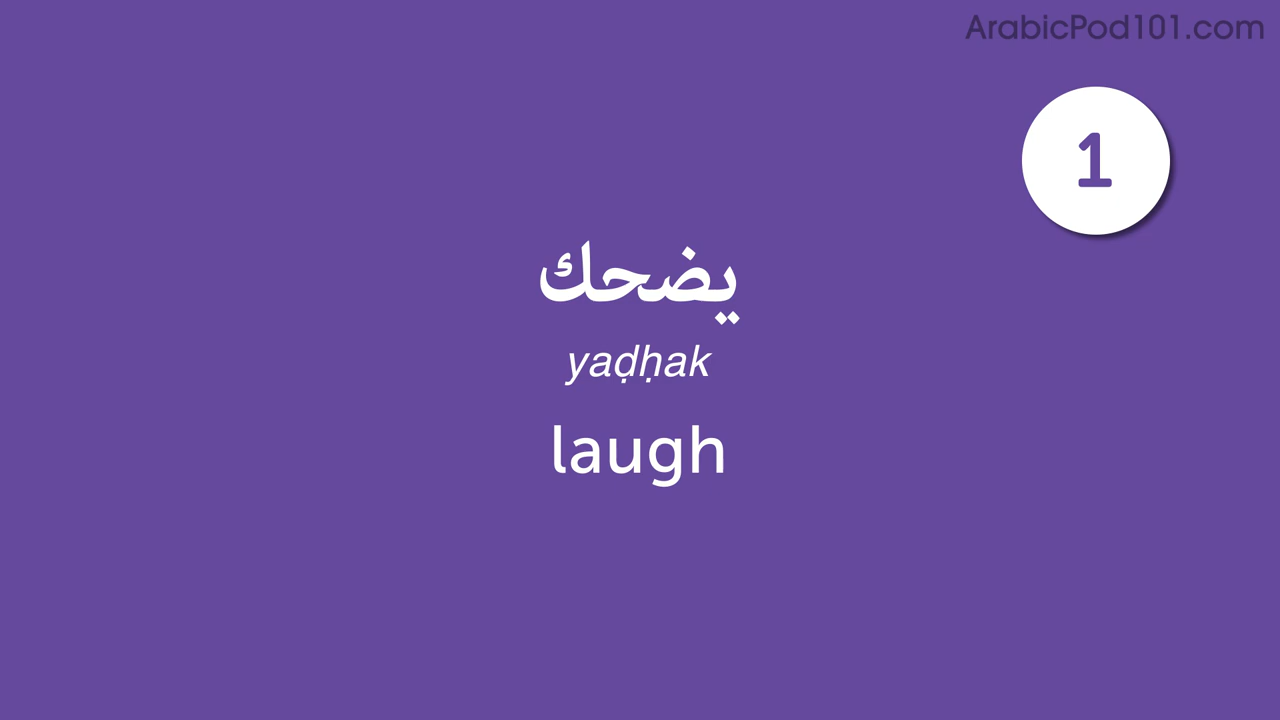 ArabicPod101.com
1
يضحك
yaḍḥak
laugh